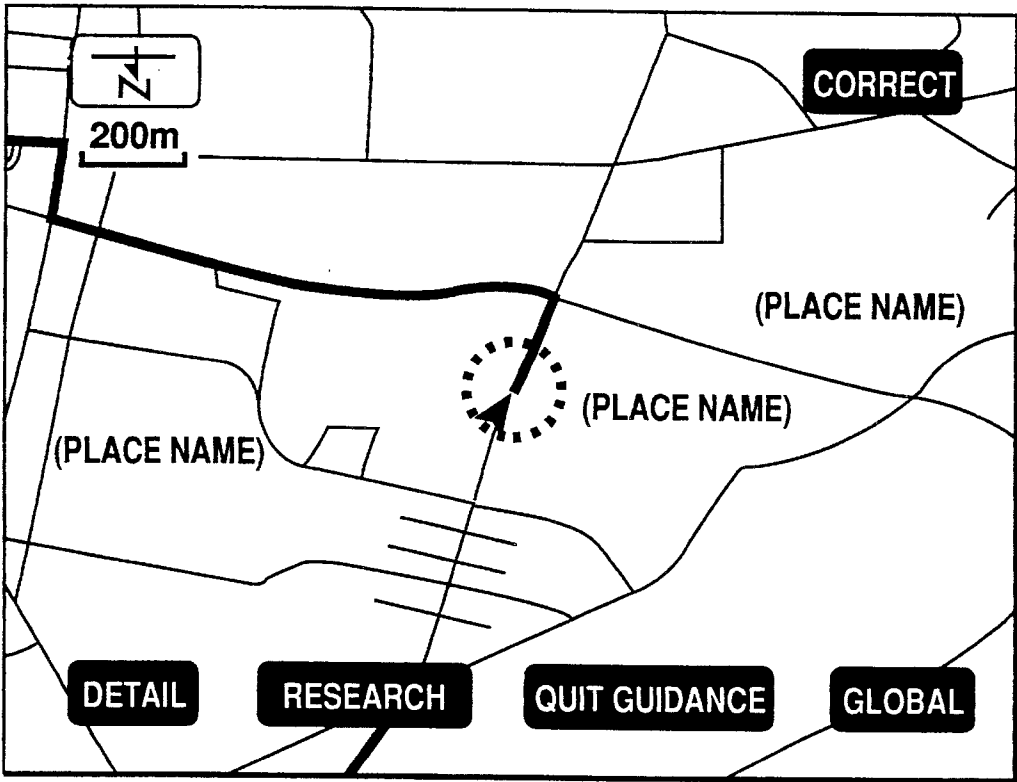 N
CORRECT
200m
(PLACE NAME)
(PLACE NAME)
(PLACE NAME)
DETAIL
RESEARCH
QUIT GUIDANCE
GLOBAL